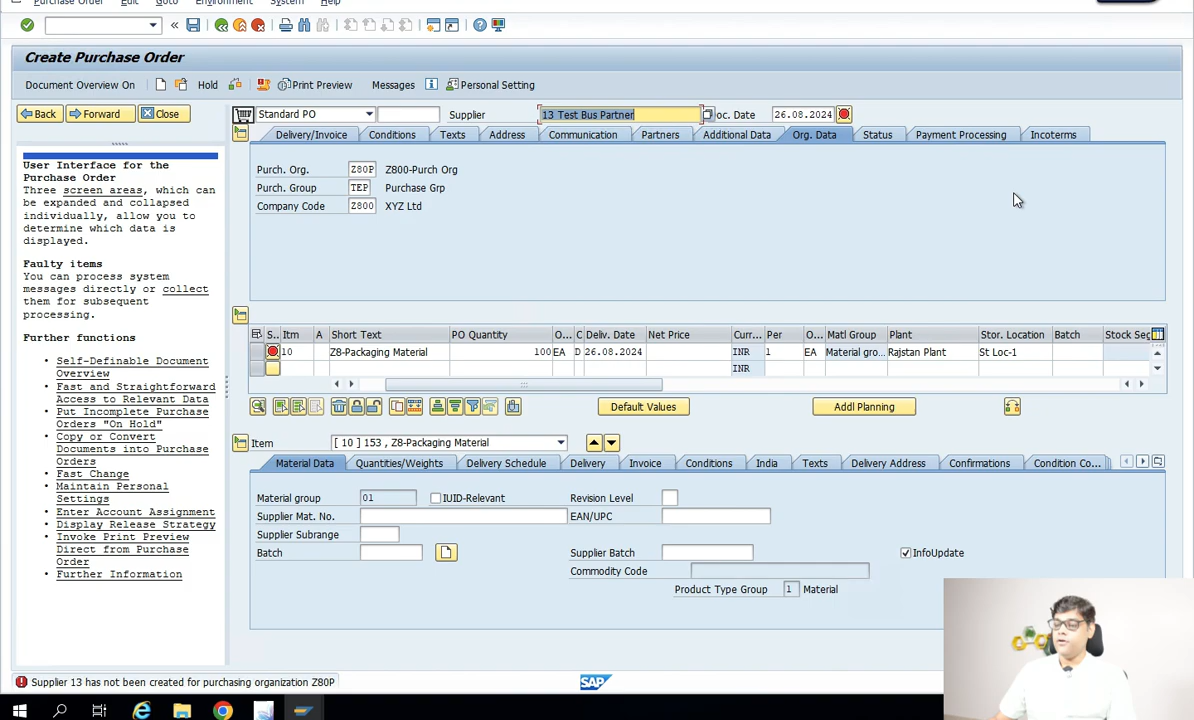 Purchase Order Edit Goto Environment System Help
Create Purchase Order
Document Overview On Hold Print Preview Messages Personal Setting
Back Forward Close
Standard PO Supplier 13 Test Bus Partner oc. Date 26.08.2024
Delivery/Invoice Conditions Texts Address Communication Partners Additional Data Org. Data Status Payment Processing Incoterms
User Interface for the
Purchase Order
Three screen areas, which can
be expanded and collapsed
individually, allow you to
determine which data is
displayed.
Faulty items
You can process system
messages directly or collect
them for subsequent
processing.
Further functions
• Self-Definable Document
Overview
• Fast and Straightforward
Access to Relevant Data
• Put Incomplete Purchase
Orders "On Hold"
• Copy or Convert
Documents into Purchase
Orders
• Fast Change
• Maintain Personal
Settings
• Enter Account Assignment
• Display Release Strategy
• Invoke Print Preview
Direct from Purchase
Order
• Further Information
Purch. Org. Z80P Z800-Purch Org
Purch. Group TEP Purchase Grp
Company Code Z800 XYZ Ltd
S.. Itm A Short Text PO Quantity O... C Deliv. Date Net Price Curr... Per O... Matl Group Plant Stor. Location Batch Stock Seg
10 Z8-Packaging Material 100 EA D 26.08.2024 INR 1 EA Material gro... Rajstan Plant St Loc-1
INR
Default Values Addl Planning
Item [ 10 ] 153 , Z8-Packaging Material
Material Data Quantities/Weights Delivery Schedule Delivery Invoice Conditions India Texts Delivery Address Confirmations Condition Co...
Material group 01 IUID-Relevant Revision Level
Supplier Mat. No. EAN/UPC
Supplier Subrange
Batch Supplier Batch InfoUpdate
Commodity Code
Product Type Group 1 Material
Supplier 13 has not been created for purchasing organization Z80P
SAP